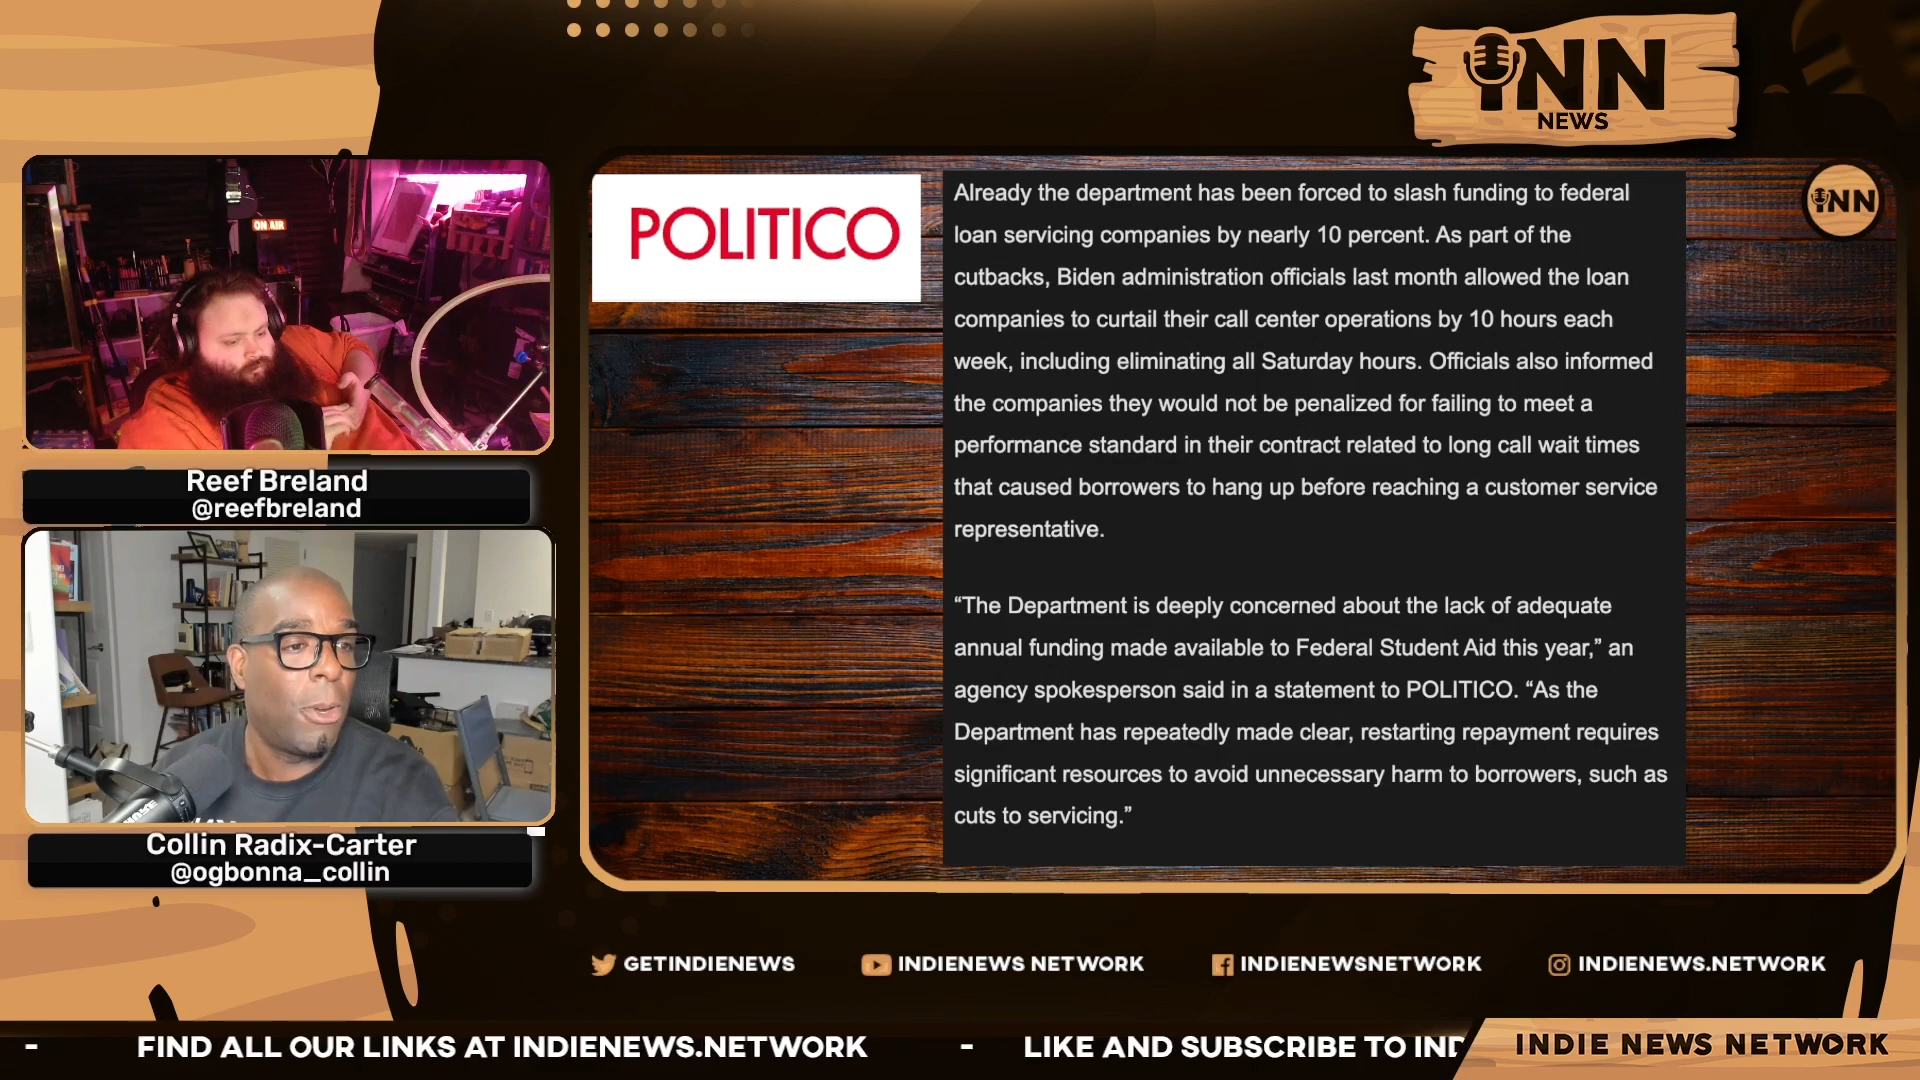 iNN
NEWS
ON AIR
Reef Breland
@reefbreland
Collin Radix-Carter
@ogbonna_collin
POLITICO
Already the department has been forced to slash funding to federal
loan servicing companies by nearly 10 percent. As part of the
cutbacks, Biden administration officials last month allowed the loan
companies to curtail their call center operations by 10 hours each
week, including eliminating all Saturday hours. Officials also informed
the companies they would not be penalized for failing to meet a
performance standard in their contract related to long call wait times
that caused borrowers to hang up before reaching a customer service
representative.
“The Department is deeply concerned about the lack of adequate
annual funding made available to Federal Student Aid this year,” an
agency spokesperson said in a statement to POLITICO. “As the
Department has repeatedly made clear, restarting repayment requires
significant resources to avoid unnecessary harm to borrowers, such as
cuts to servicing.”
iNN
GETINDIENEWS
INDIENEWS NETWORK
INDIENEWSNETWORK
INDIENEWS.NETWORK
- FIND ALL OUR LINKS AT INDIENEWS.NETWORK - LIKE AND SUBSCRIBE TO IND
INDIE NEWS NETWORK